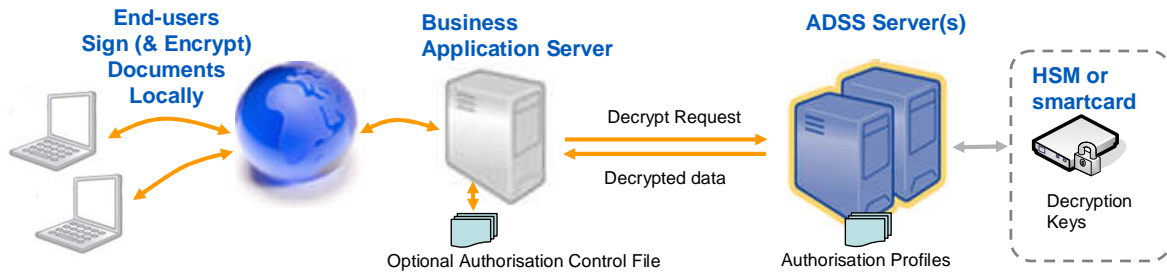 End-users
Sign (& Encrypt)
Documents
Locally
Business
Application Server
ADSS Server(s)
HSM or
smartcard
Decrypt Request
Decrypted data
Decryption
Keys
Optional Authorisation Control File
Authorisation Profiles